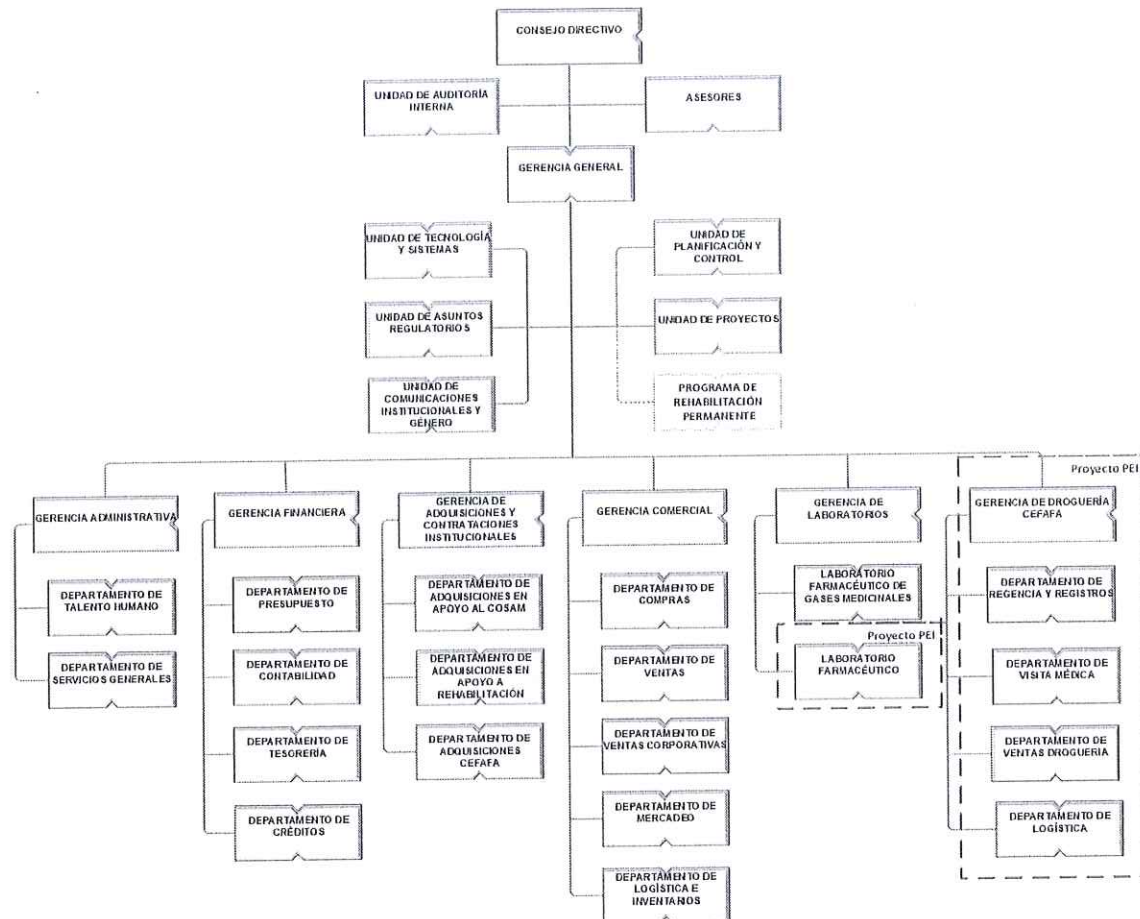 CONSEJO DIRECTIVO
UNIDAD DE AUDITORÍA
INTERNA
ASESORES
GERENCIA GENERAL
UNIDAD DE TECNOLOGÍA
Y SISTEMAS
UNIDAD DE
PLANIFICACIÓN Y
CONTROL
UNIDAD DE ASUNTOS
REGULATORIOS
UNIDAD DE PROYECTOS
UNIDAD DE
COMUNICACIONES
INSTITUCIONALES Y
GÉNERO
PROGRAMA DE
REHABILITACIÓN
PERMANENTE
GERENCIA ADMINISTRATIVA
DEPARTAMENTO DE
TALENTO HUMANO
DEPARTAMENTO DE
SERVICIOS GENERALES
GERENCIA FINANCIERA
DEPARTAMENTO DE
PRESUPUESTO
DEPARTAMENTO DE
CONTABILIDAD
DEPARTAMENTO DE
TESORERÍA
DEPARTAMENTO DE
CRÉDITOS
GERENCIA DE
ADQUISICIONES Y
CONTRATACIONES
INSTITUCIONALES
DEPARTAMENTO DE
ADQUISICIONES EN
APOYO AL COSAM
DEPARTAMENTO DE
ADQUISICIONES EN
APOYO A
REHABILITACIÓN
DEPARTAMENTO DE
ADQUISICIONES
CEFAFA
GERENCIA COMERCIAL
DEPARTAMENTO DE
COMPRAS
DEPARTAMENTO DE
VENTAS
DEPARTAMENTO DE
VENTAS CORPORATIVAS
DEPARTAMENTO DE
MERCADEO
DEPARTAMENTO DE
LOGÍSTICA E
INVENTARIOS
GERENCIA DE
LABORATORIOS
LABORATORIO
FARMACÉUTICO DE
GASES MEDICINALES
Proyecto PEI
LABORATORIO
FARMACÉUTICO
Proyecto PEI
GERENCIA DE DROGUERÍA
CEFAFA
DEPARTAMENTO DE
REGENCIA Y REGISTROS
DEPARTAMENTO DE
VISITA MÉDICA
DEPARTAMENTO DE
VENTAS DROGUERIA
DEPARTAMENTO DE
LOGÍSTICA